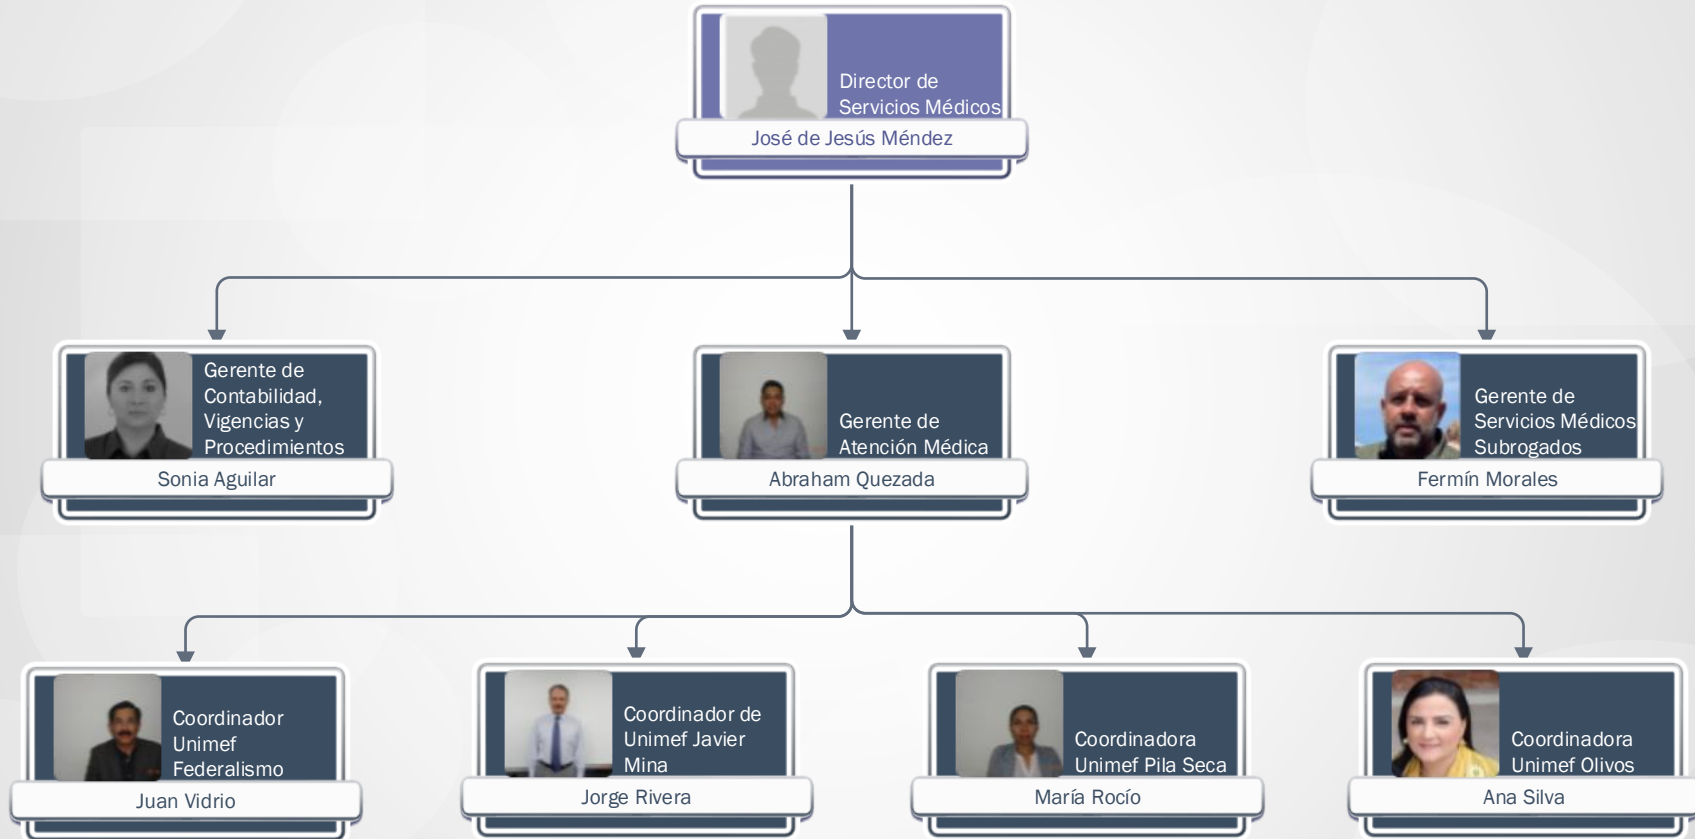 Director de
Servicios Médicos
José de Jesús Méndez
Gerente de
Contabilidad,
Vigencias y
Procedimientos
Sonia Aguilar
Gerente de
Atención Médica
Abraham Quezada
Gerente de
Servicios Médicos
Subrogados
Fermín Morales
Coordinador
Unimef
Federalismo
Juan Vidrio
Coordinador de
Unimef Javier
Mina
Jorge Rivera
Coordinadora
Unimef Pila Seca
María Rocío
Coordinadora
Unimef Olivos
Ana Silva